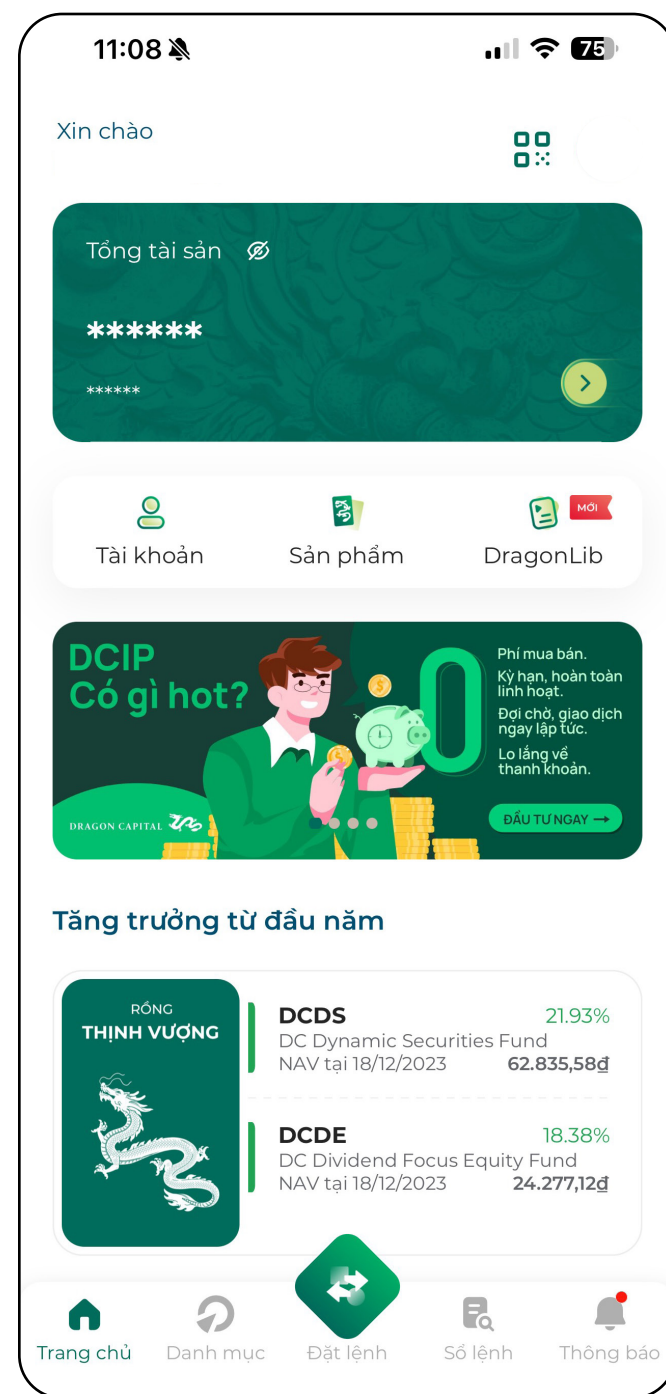 11:08
75
Xin chào
Tổng tài sản
******
******
Tài khoản
Sản phẩm
DragonLib
MỚI
DCIP
Có gì hot?
0
Phí mua bán.
Kỳ hạn, hoàn toàn
linh hoạt.
Đợi chờ, giao dịch
ngay lập tức.
Lo lắng về
thanh khoản.
DRAGON CAPITAL
ĐẦU TƯ NGAY →
Tăng trưởng từ đầu năm
RỒNG
THỊNH VƯỢNG
DCDS 21.93%
DC Dynamic Securities Fund
NAV tại 18/12/2023 62.835,58₫
DCDE 18.38%
DC Dividend Focus Equity Fund
NAV tại 18/12/2023 24.277,12₫
Trang chủ
Danh mục
Đặt lệnh
Sổ lệnh
Thông báo